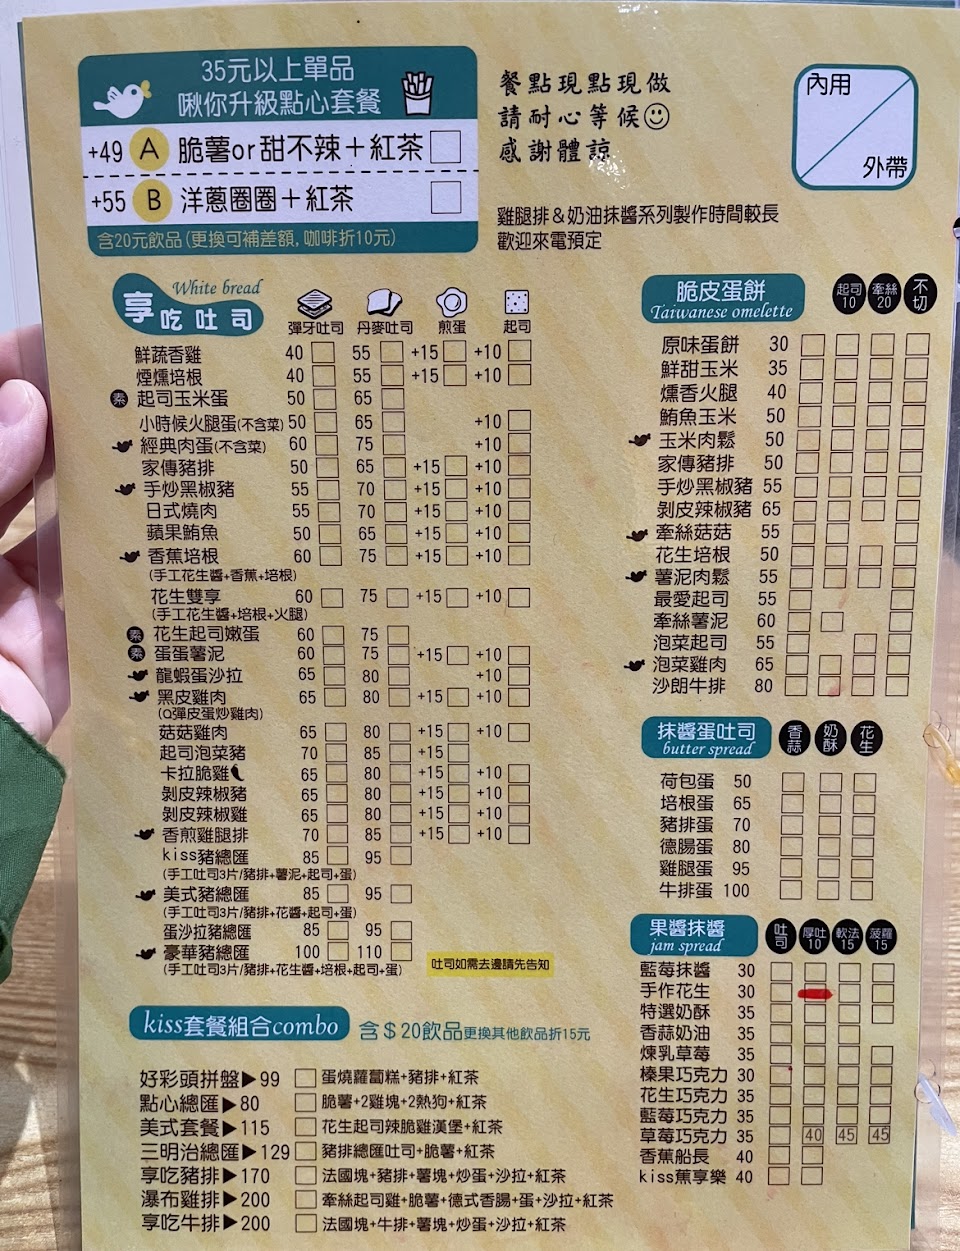 35元以上單品
啾你升級點心套餐
+49 A 脆薯or甜不辣+紅茶
+55 B 洋蔥圈圈+紅茶
含20元飲品(更換可補差額,咖啡折10元)
餐點現點現做
請耐心等候☺
感謝體諒
內用
外帶
雞腿排&奶油抹醬系列製作時間較長
歡迎來電預定
White bread
享吃吐司
彈牙吐司 丹麥吐司 煎蛋 起司
鮮蔬香雞 40 55 +15 +10
煙燻培根 40 55 +15 +10
素 起司玉米蛋 50 65
小時候火腿蛋(不含菜) 50 65 +10
經典肉蛋(不含菜) 60 75 +10
家傳豬排 50 65 +15 +10
手炒黑椒豬 55 70 +15 +10
日式燒肉 55 70 +15 +10
蘋果鮪魚 50 65 +15 +10
香蕉培根 60 75 +15 +10
(手工花生醬+香蕉+培根)
花生雙享 60 75 +15 +10
(手工花生醬+培根+火腿)
素 花生起司嫩蛋 60 75
素 蛋蛋薯泥 60 75 +15 +10
龍蝦蛋沙拉 65 80 +10
黑皮雞肉 65 80 +15 +10
(Q彈皮蛋炒雞肉)
菇菇雞肉 65 80 +15 +10
起司泡菜豬 70 85 +15
卡拉脆雞 65 80 +15 +10
剝皮辣椒豬 65 80 +15 +10
剝皮辣椒雞 65 80 +15 +10
香煎雞腿排 70 85 +15 +10
kiss豬總匯 85 95
(手工吐司3片/豬排+薯泥+起司+蛋)
美式豬總匯 85 95
(手工吐司3片/豬排+花醬+起司+蛋)
蛋沙拉豬總匯 85 95
豪華豬總匯 100 110
(手工吐司3片/豬排+花生醬+培根+起司+蛋)
吐司如需去邊請先告知
kiss套餐組合combo 含$20飲品更換其他飲品折15元
好彩頭拼盤▶99 蛋燒蘿蔔糕+豬排+紅茶
點心總匯▶80 脆薯+2雞塊+2熱狗+紅茶
美式套餐▶115 花生起司辣脆雞漢堡+紅茶
三明治總匯▶129 豬排總匯吐司+脆薯+紅茶
享吃豬排▶170 法國塊+豬排+薯塊+炒蛋+沙拉+紅茶
瀑布雞排▶200 牽絲起司雞+脆薯+德式香腸+蛋+沙拉+紅茶
享吃牛排▶200 法國塊+牛排+薯塊+炒蛋+沙拉+紅茶
脆皮蛋餅
Taiwanese omelette
起司10 牽絲20 不切
原味蛋餅 30
鮮甜玉米 35
燻香火腿 40
鮪魚玉米 50
玉米肉鬆 50
家傳豬排 50
手炒黑椒豬 55
剝皮辣椒豬 65
牽絲菇菇 55
花生培根 50
薯泥肉鬆 55
最愛起司 55
牽絲薯泥 60
泡菜起司 55
泡菜雞肉 65
沙朗牛排 80
抹醬蛋吐司
butter spread
香蒜 奶酥 花生
荷包蛋 50
培根蛋 65
豬排蛋 70
德腸蛋 80
雞腿蛋 95
牛排蛋 100
果醬抹醬
jam spread
吐司 厚吐10 軟法15 菠蘿15
藍莓抹醬 30
手作花生 30
特選奶酥 35
香蒜奶油 35
煉乳草莓 35
榛果巧克力 30
花生巧克力 35
藍莓巧克力 35
草莓巧克力 35 40 45 45
香蕉船長 40
kiss蕉享樂 40